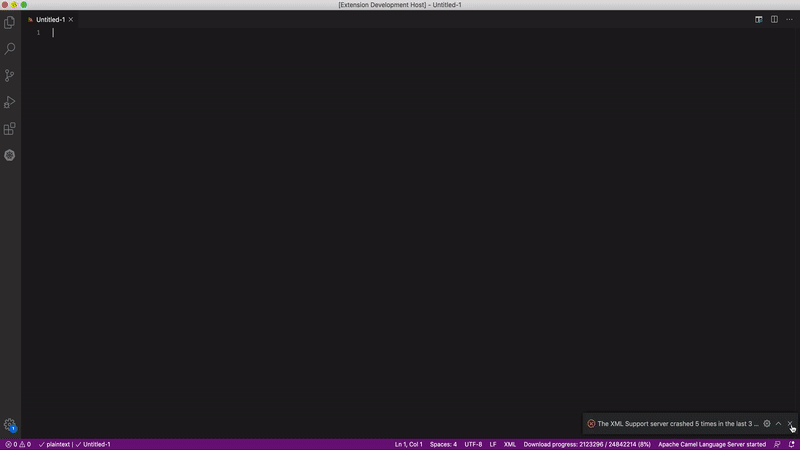 [Extension Development Host] - Untitled-1
Untitled-1
1
The XML Support server crashed 5 times in the last 3 ...
1
0 0 plaintext | Untitled-1 Ln 1, Col 1 Spaces: 4 UTF-8 LF XML Download progress: 2123296 / 24842214 (8%) Apache Camel Language Server started